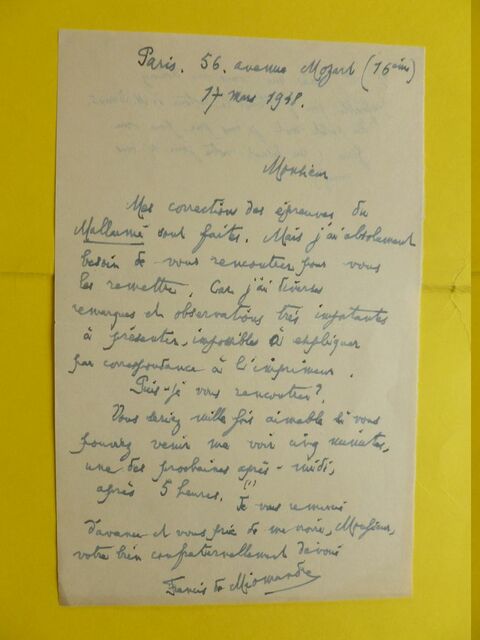 Paris. 56. avenue Mozart (16ème)
17 mars 1948.
Monsieur
Mes corrections des épreuves du
Mallarmé sont faites. Mais j'ai absolument
besoin de vous rencontrer pour vous
les remettre. Car j'ai diverses
remarques et observations très importantes
à présenter, impossibles à expliquer
par correspondance à l'imprimeur.
Puis-je vous rencontrer?
Vous seriez mille fois aimable si vous
pouviez venir me voir cinq minutes,
une des prochaines après-midi,
après 5 heures. (1) Je vous remercie
d'avance et vous prie de me croire, Monsieur,
votre bien confraternellement dévoué
Francis de Miomandre